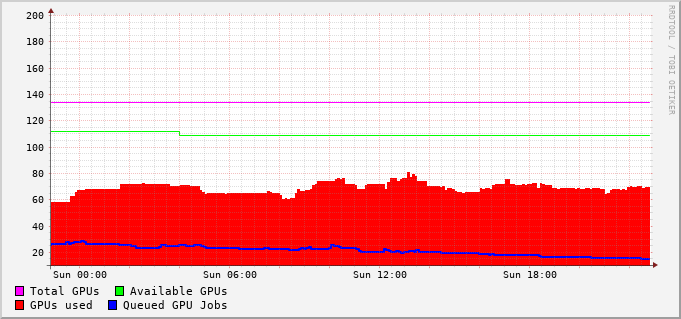 RRDTOOL / TOBI OETIKER
200
180
160
140
120
100
80
60
40
20
Sun 00:00 Sun 06:00 Sun 12:00 Sun 18:00
Total GPUs Available GPUs
GPUs used Queued GPU Jobs